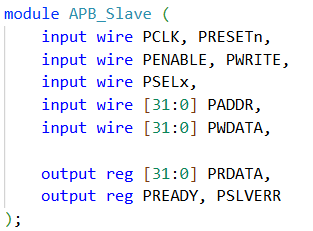 module APB_Slave (
    input wire PCLK, PRESETn,
    input wire PENABLE, PWRITE,
    input wire PSELx,
    input wire [31:0] PADDR,
    input wire [31:0] PWDATA,

    output reg [31:0] PRDATA,
    output reg PREADY, PSLVERR
);